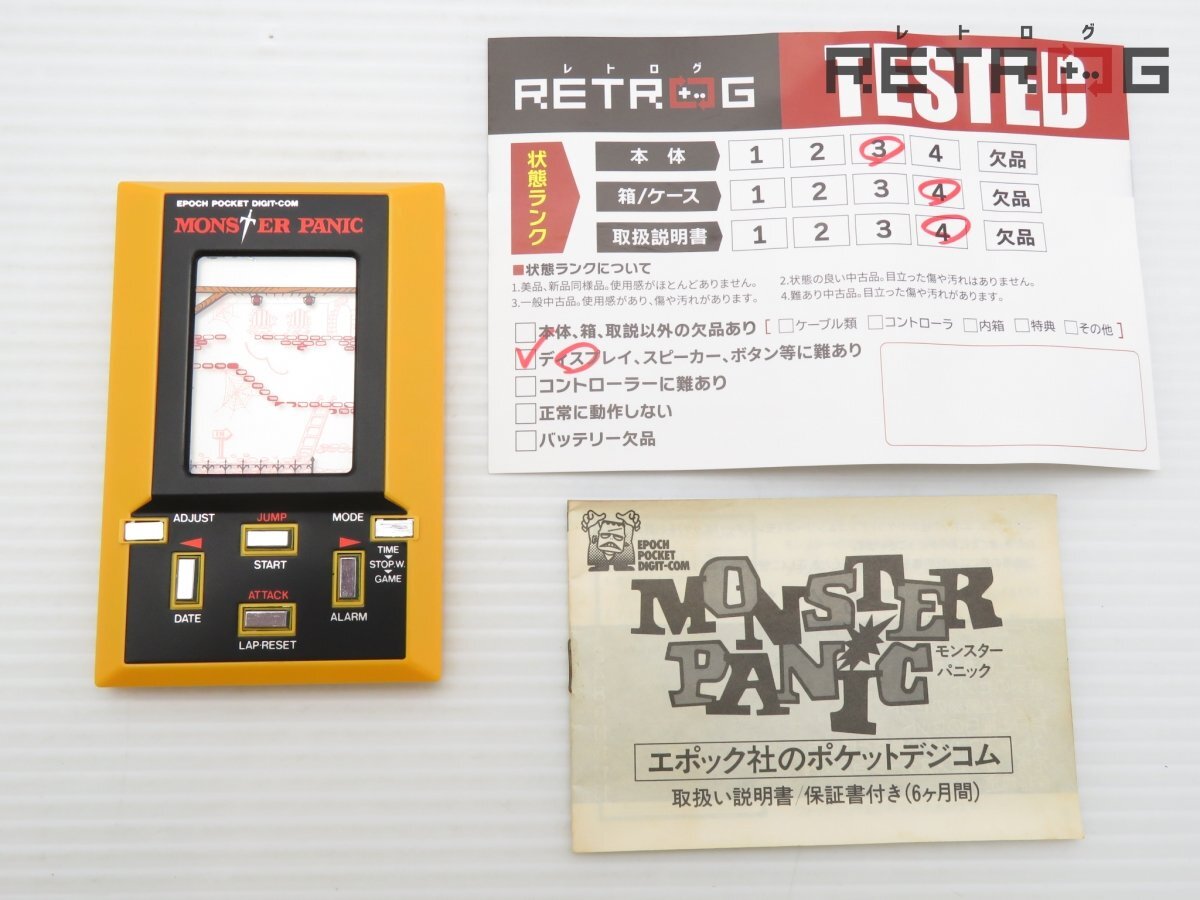 レトログ
RETROG
レトログ
RETROG
TESTED
状態ランク
本体 1 2 3 4 欠品
箱/ケース 1 2 3 4 欠品
取扱説明書 1 2 3 4 欠品
■状態ランクについて
1.美品、新品同様品。使用感がほとんどありません。 2.状態の良い中古品。目立った傷や汚れはありません。
3.一般中古品。使用感があり、傷や汚れがあります。 4.難あり中古品。目立った傷や汚れがあります。
本体、箱、取説以外の欠品あり [ ケーブル類 コントローラ 内箱 特典 その他 ]
ディスプレイ、スピーカー、ボタン等に難あり
コントローラーに難あり
正常に動作しない
バッテリー欠品
EPOCH POCKET DIGIT-COM
MONSTER PANIC
ADJUST JUMP MODE
START
TIME
STOP.W.
GAME
DATE ATTACK ALARM
LAP·RESET
EPOCH
POCKET
DIGIT-COM
MONSTER
PANIC
モンスター
パニック
エポック社のポケットデジコム
取扱い説明書/保証書付き(6ヶ月間)